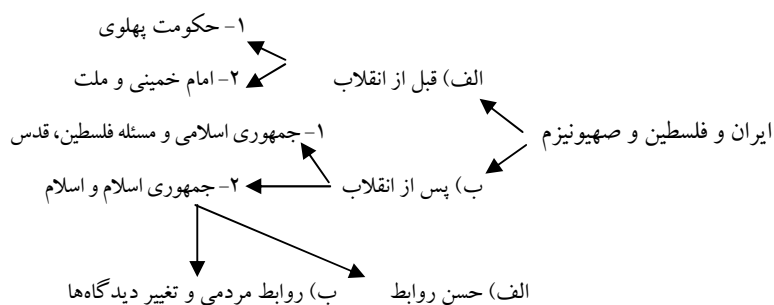 ۱- حکومت پهلوی
الف) قبل از انقلاب ۲- امام خمینی و ملت
ایران و فلسطین و صهیونیزم ۱- جمهوری اسلامی و مسئله فلسطین، قدس
ب) پس از انقلاب ۲- جمهوری اسلام و اسلام
الف) حسن روابط ب) روابط مردمی و تغییر دیدگاه‌ها